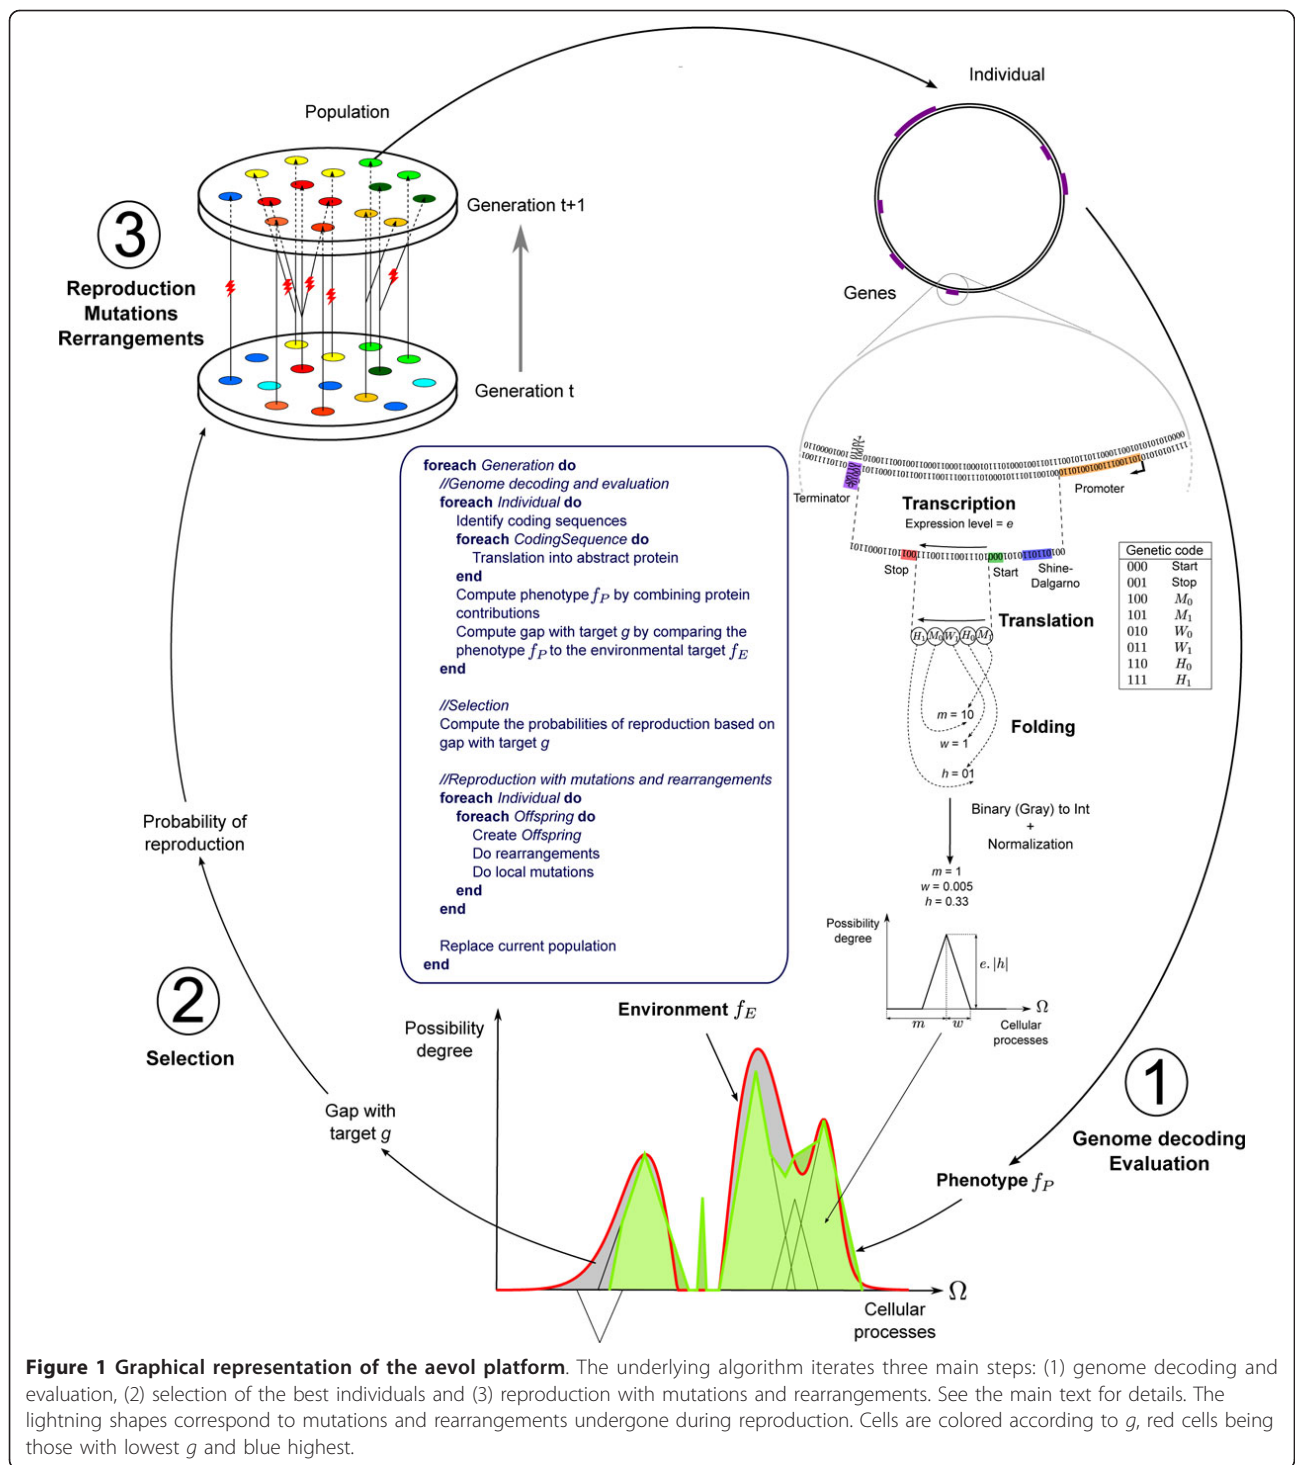 Individual
Population
Generation t+1
3
Reproduction
Mutations
Rerrangements
Genes
Generation t
Terminator
Promoter
Transcription
Expression level = e
Stop
Start
Shine-
Dalgarno
Genetic code
000 Start
001 Stop
100 M0
101 M1
010 W0
011 W1
110 H0
111 H1
Translation
H1 M0 W1 H0 M1
m = 10
w = 1
h = 01
Folding
Binary (Gray) to Int
+
Normalization
m = 1
w = 0.005
h = 0.33
Possibility
degree
e.|h|
Ω
m w
Cellular
processes
foreach Generation do
//Genome decoding and evaluation
foreach Individual do
Identify coding sequences
foreach CodingSequence do
Translation into abstract protein
end
Compute phenotype fP by combining protein
contributions
Compute gap with target g by comparing the
phenotype fP to the environmental target fE
end
//Selection
Compute the probabilities of reproduction based on
gap with target g
//Reproduction with mutations and rearrangements
foreach Individual do
foreach Offspring do
Create Offspring
Do rearrangements
Do local mutations
end
end
Replace current population
end
Probability of
reproduction
2
Selection
Gap with
target g
Possibility
degree
Environment fE
1
Genome decoding
Evaluation
Phenotype fP
Ω
Cellular
processes
Figure 1 Graphical representation of the aevol platform. The underlying algorithm iterates three main steps: (1) genome decoding and
evaluation, (2) selection of the best individuals and (3) reproduction with mutations and rearrangements. See the main text for details. The
lightning shapes correspond to mutations and rearrangements undergone during reproduction. Cells are colored according to g, red cells being
those with lowest g and blue highest.